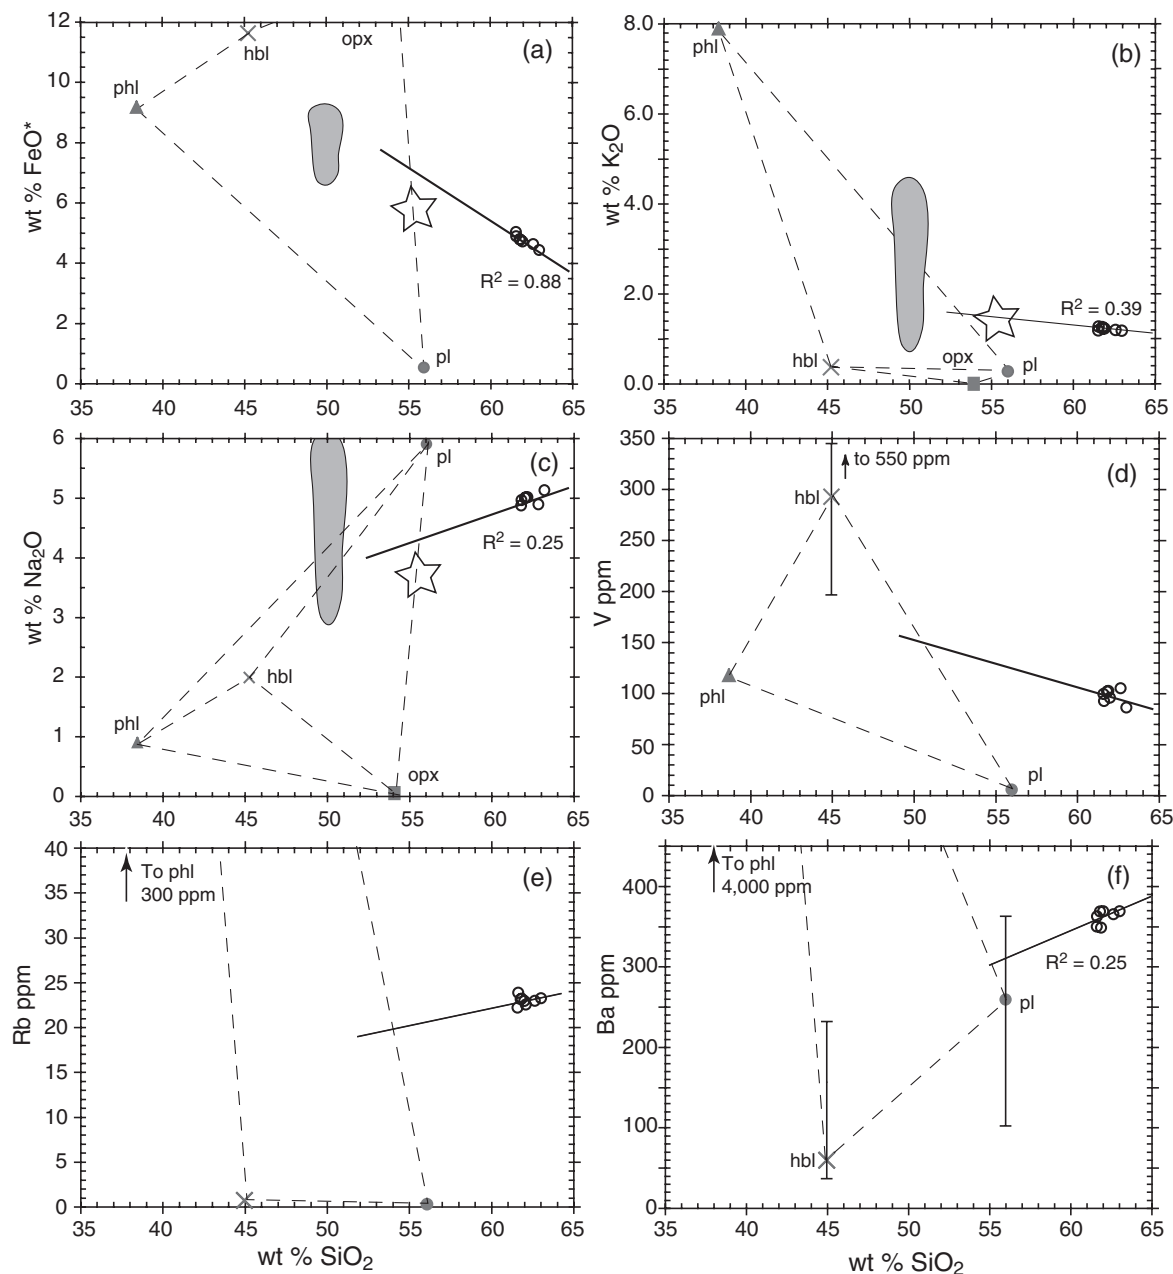 (a)
wt % FeO*
12
10
8
6
4
2
0
35 40 45 50 55 60 65
hbl
opx
phl
pl
R² = 0.88
(b)
wt % K₂O
8.0
6.0
4.0
2.0
0.0
35 40 45 50 55 60 65
phl
hbl
opx
pl
R² = 0.39
(c)
wt % Na₂O
6
5
4
3
2
1
0
35 40 45 50 55 60 65
pl
R² = 0.25
hbl
phl
opx
(d)
V ppm
350
300
250
200
150
100
50
0
35 40 45 50 55 60 65
to 550 ppm
hbl
phl
pl
(e)
Rb ppm
40
35
30
25
20
15
10
5
0
35 40 45 50 55 60 65
wt % SiO₂
To phl
300 ppm
(f)
Ba ppm
400
300
200
100
0
35 40 45 50 55 60 65
wt % SiO₂
To phl
4,000 ppm
R² = 0.25
pl
hbl